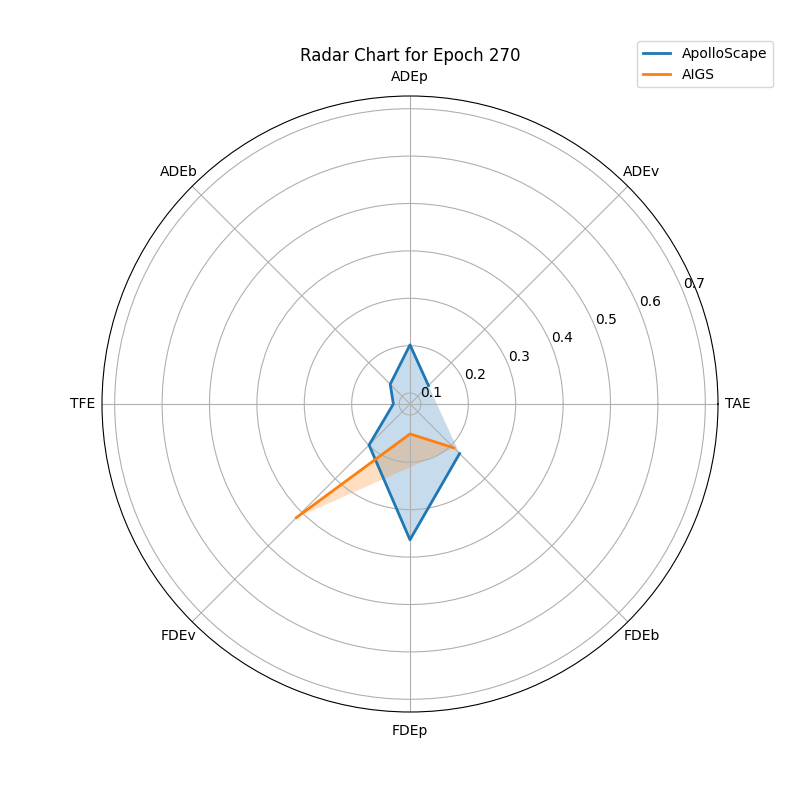 Radar Chart for Epoch 270
ApolloScape
AIGS
ADEp
ADEb
ADEv
0.7
0.6
0.5
0.4
0.3
0.2
0.1
TFE
TAE
FDEv
FDEb
FDEp